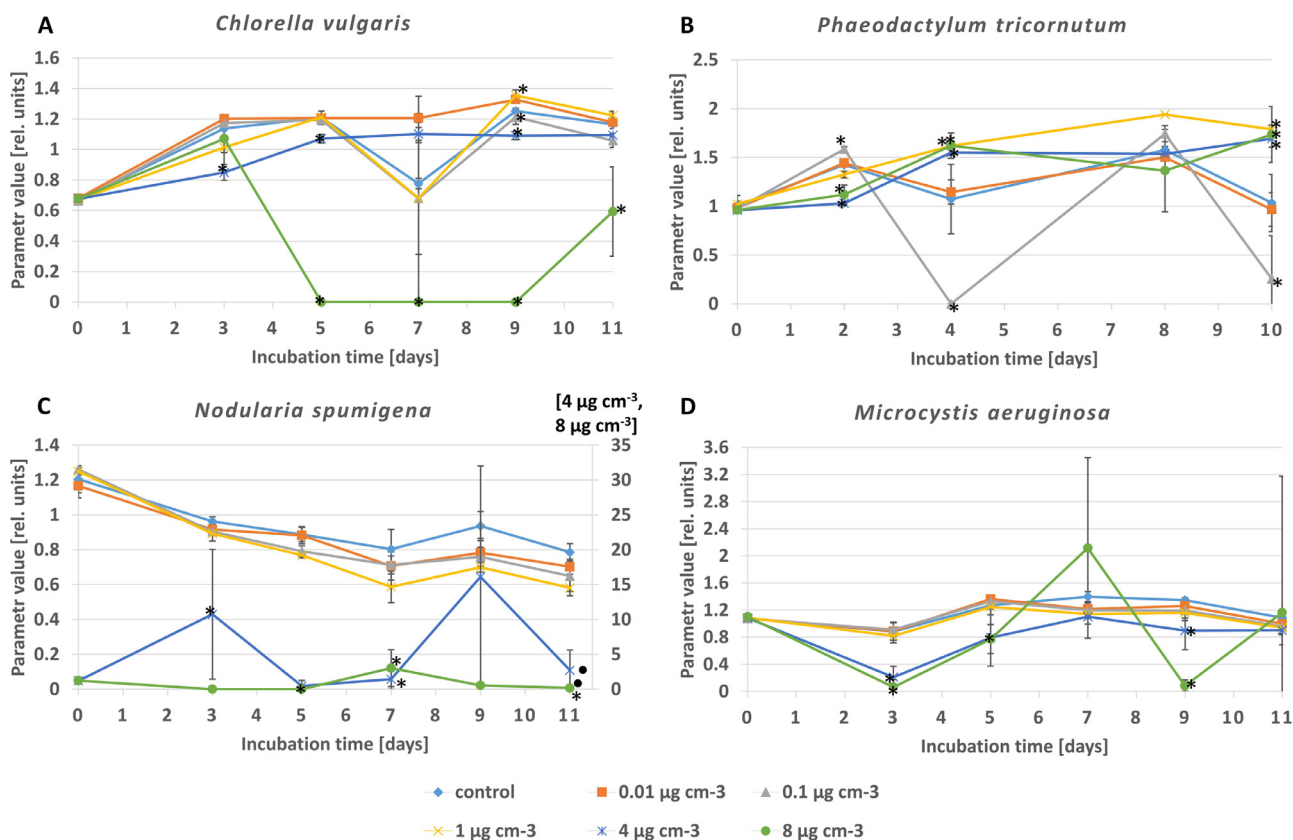 A
Chlorella vulgaris
Parametr value [rel. units]
1.6
1.4
1.2
1
0.8
0.6
0.4
0.2
0
0 1 2 3 4 5 6 7 8 9 10 11
Incubation time [days]
B
Phaeodactylum tricornutum
Parametr value [rel. units]
2.5
2
1.5
1
0.5
0
0 1 2 3 4 5 6 7 8 9 10
Incubation time [days]
C
Nodularia spumigena
[4 µg cm-3,
8 µg cm-3]
Parametr value [rel. units]
1.4
1.2
1
0.8
0.6
0.4
0.2
0
35
30
25
20
15
10
5
0
0 1 2 3 4 5 6 7 8 9 10 11
Incubation time [days]
D
Microcystis aeruginosa
Parametr value [rel. units]
3.6
3.2
2.8
2.4
2
1.6
1.2
0.8
0.4
0
0 1 2 3 4 5 6 7 8 9 10 11
Incubation time [days]
control 0.01 µg cm-3 0.1 µg cm-3
1 µg cm-3 4 µg cm-3 8 µg cm-3